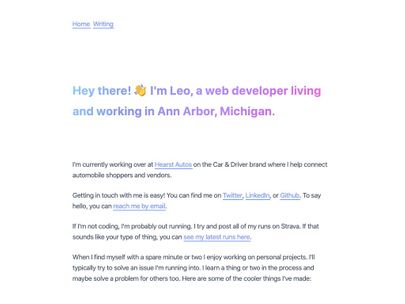 Home Writing
Hey there! 👋 I'm Leo, a web developer living
and working in Ann Arbor, Michigan.
I'm currently working over at Hearst Autos on the Car & Driver brand where I help connect
automobile shoppers and vendors.
Getting in touch with me is easy! You can find me on Twitter, LinkedIn, or Github. To say
hello, you can reach me by email.
If I'm not coding, I'm probably out running. I try and post all of my runs on Strava. If that
sounds like your type of thing, you can see my latest runs here.
When I find myself with a spare minute or two I enjoy working on personal projects. I'll
typically try to solve an issue I'm running into. I learn a thing or two in the process and
maybe solve a problem for others too. Here are some of the cooler things I've made: